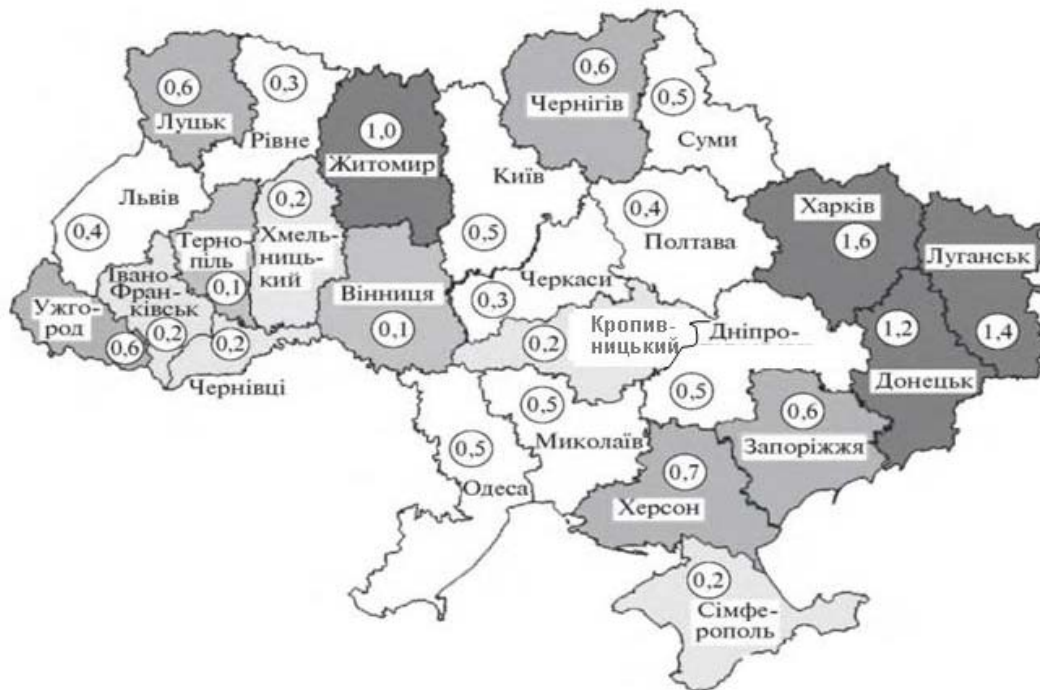 0,6
Луцьк
0,3
Рівне
1,0
Житомир
Київ
0,5
0,6
Чернігів
0,5
Суми
Львів
0,4
Терно-
піль
0,1
0,2
Хмель-
ницький
Вінниця
0,1
Черкаси
0,3
0,4
Полтава
Харків
1,6
Луганськ
1,4
Ужго-
род
0,6
Івано-
Фран-
ківськ
0,2
0,2
Чернівці
0,2
Кропив-
ницький
Дніпро-
0,5
1,2
Донецьк
0,5
Миколаїв
0,5
Одеса
0,6
Запоріжжя
0,7
Херсон
0,2
Сімфе-
рополь